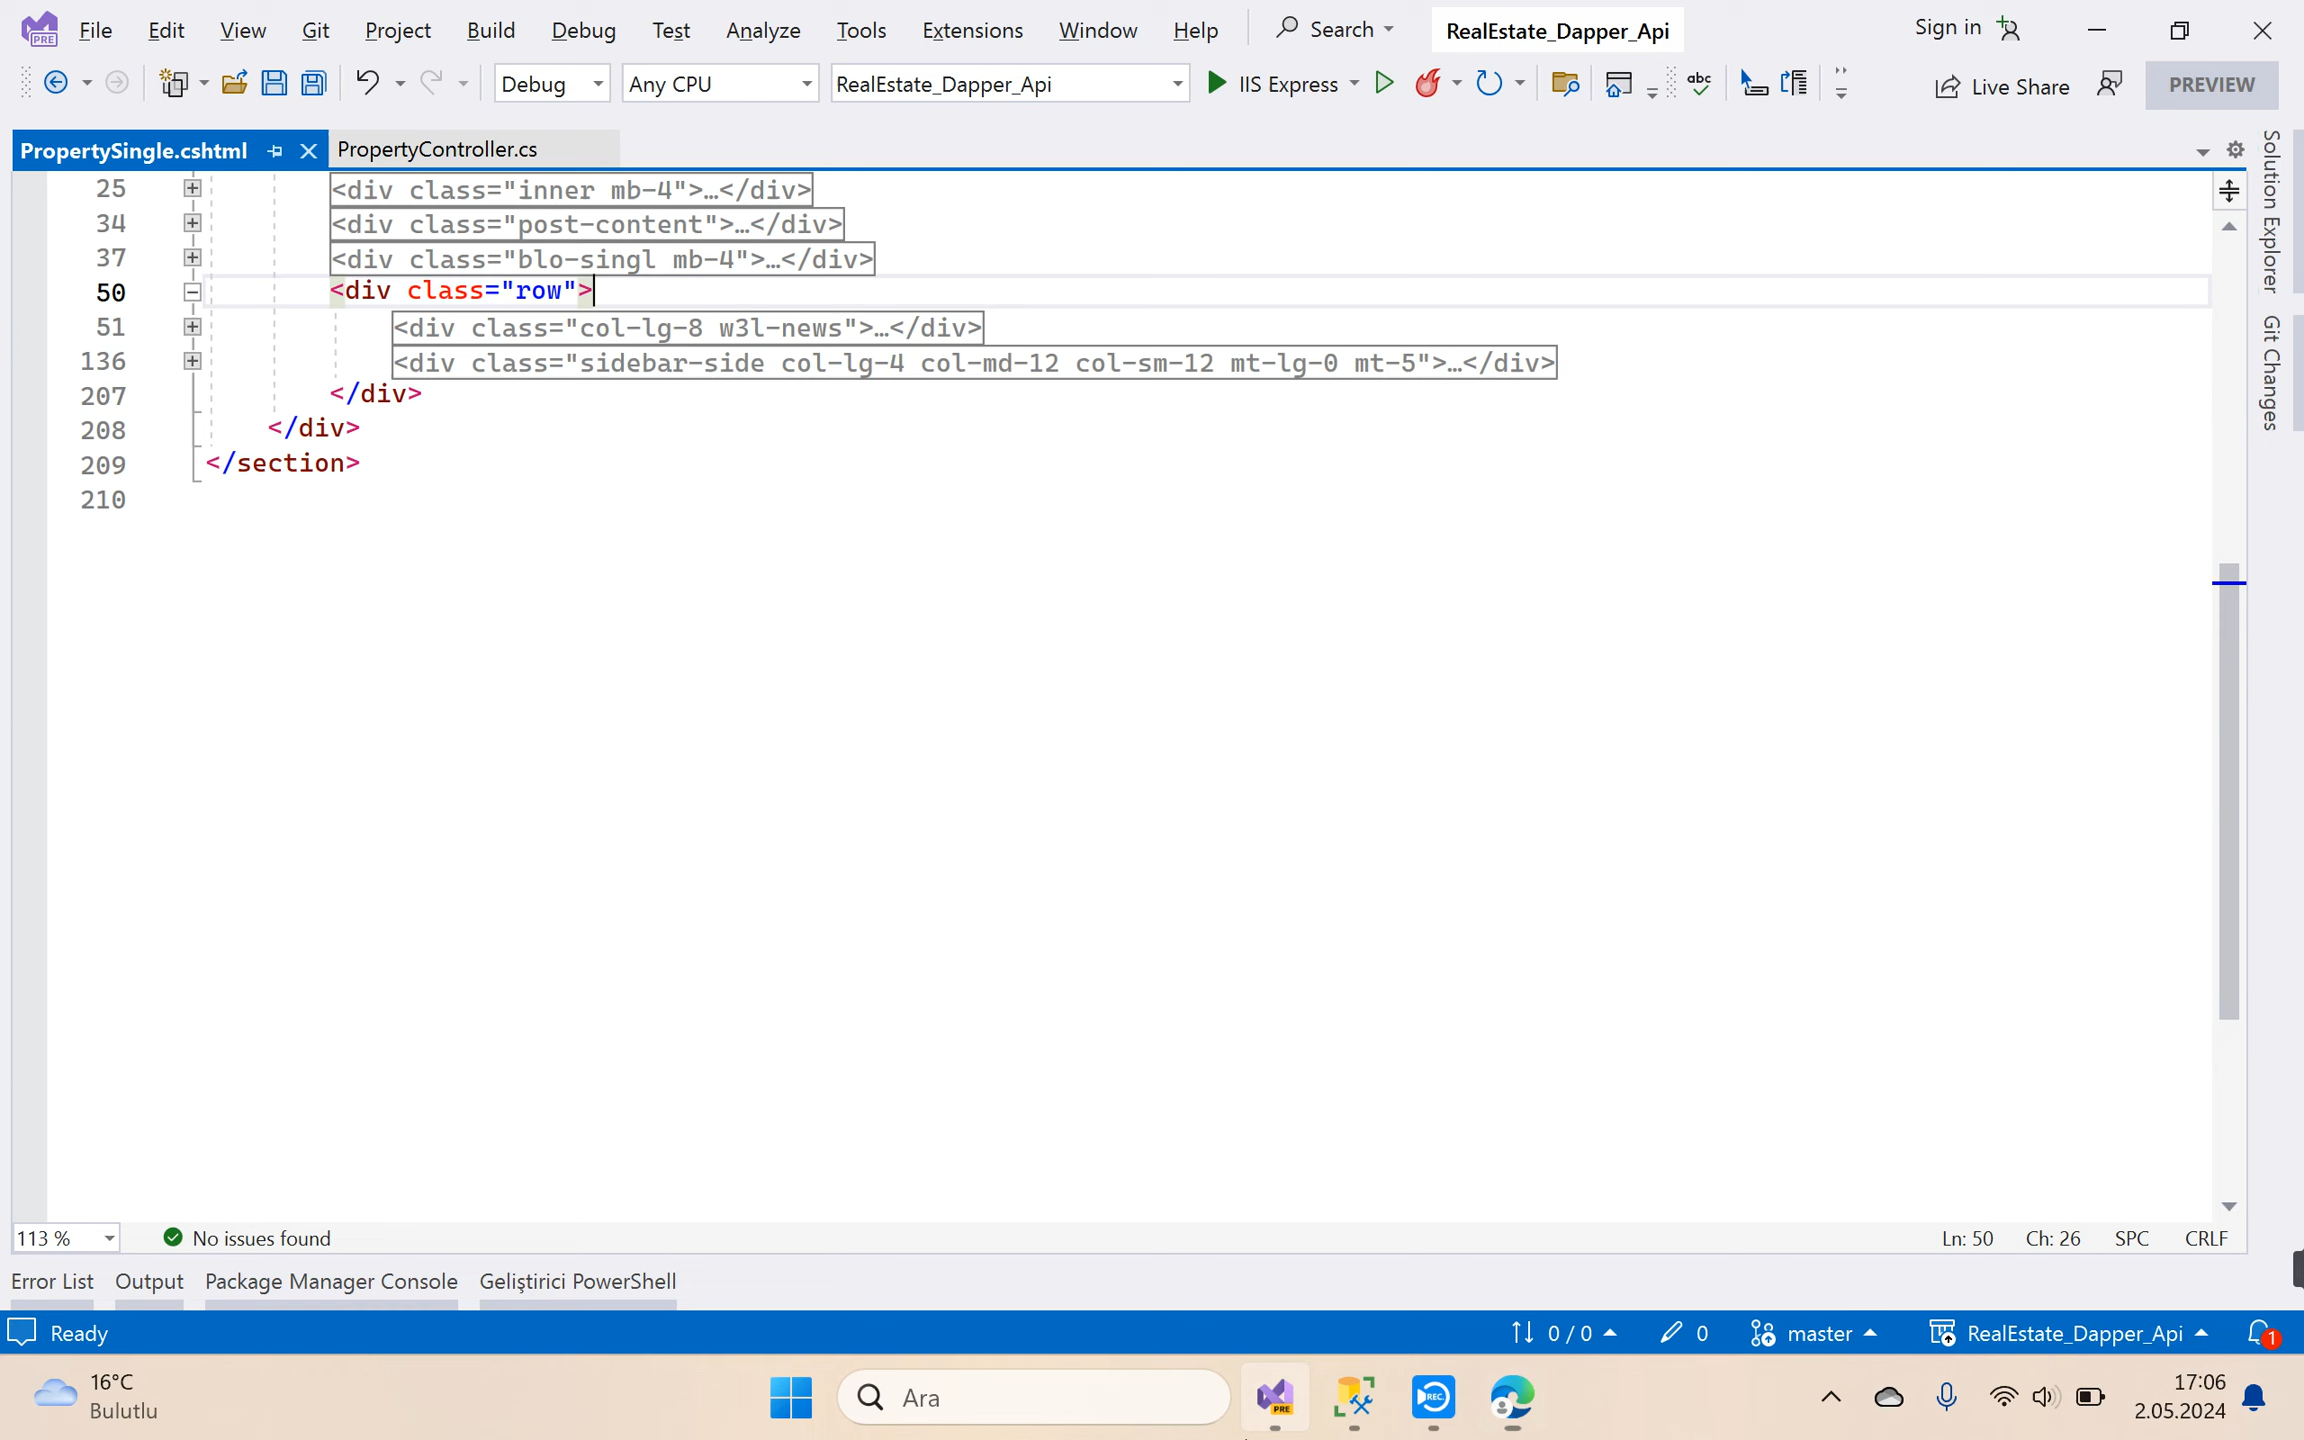 File Edit View Git Project Build Debug Test Analyze Tools Extensions Window Help Search RealEstate_Dapper_Api Sign in
Debug Any CPU RealEstate_Dapper_Api IIS Express abc Live Share PREVIEW
PropertySingle.cshtml PropertyController.cs
25 <div class="inner mb-4">…</div>
34 <div class="post-content">…</div>
37 <div class="blo-singl mb-4">…</div>
50 <div class="row">
51 <div class="col-lg-8 w3l-news">…</div>
136 <div class="sidebar-side col-lg-4 col-md-12 col-sm-12 mt-lg-0 mt-5">…</div>
207 </div>
208 </div>
209 </section>
210
Solution Explorer
Git Changes
113 % No issues found Ln: 50 Ch: 26 SPC CRLF
Error List Output Package Manager Console Geliştirici PowerShell
Ready 0 / 0 0 master RealEstate_Dapper_Api 1
16°C
Bulutlu
Ara
PRE
REC
17:06
2.05.2024